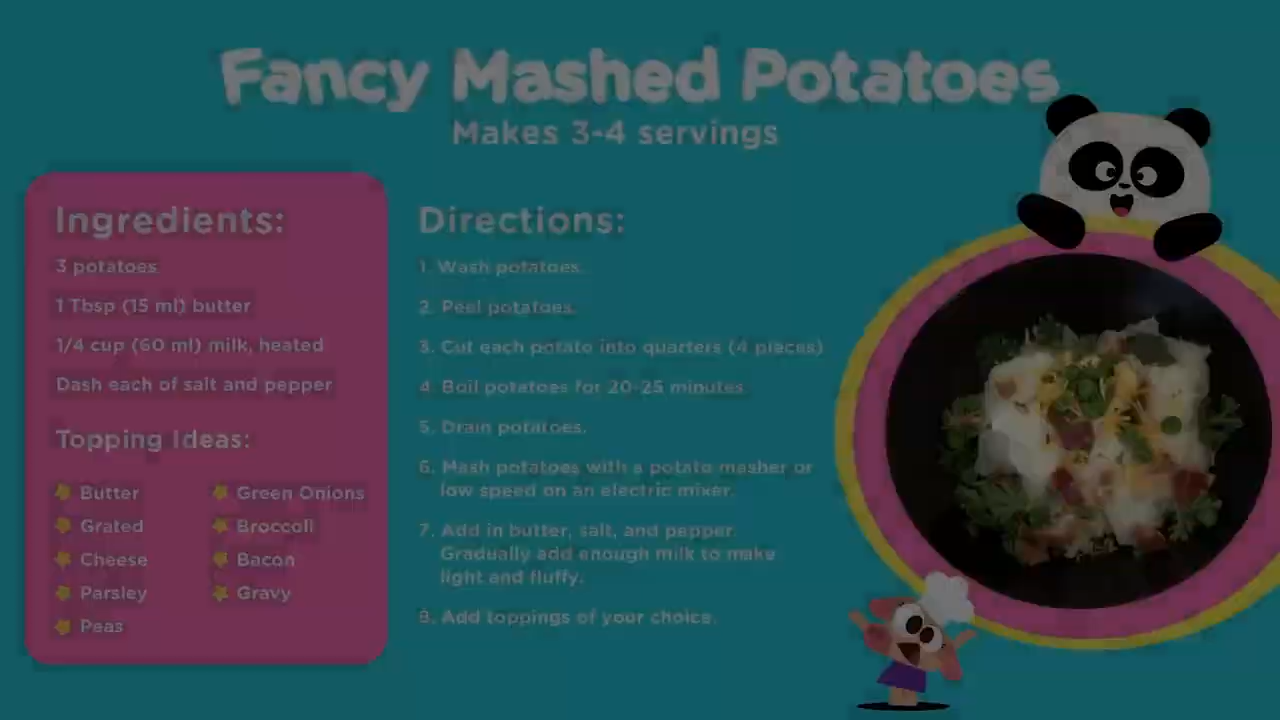 Fancy Mashed Potatoes
Makes 3-4 servings
Ingredients:
3 potatoes
1 Tbsp (15 ml) butter
1/4 cup (60 ml) milk, heated
Dash each of salt and pepper
Topping Ideas:
Butter
Grated
Cheese
Parsley
Peas
Green Onions
Broccoli
Bacon
Gravy
Directions:
1. Wash potatoes.
2. Peel potatoes.
3. Cut each potato into quarters (4 pieces)
4. Boil potatoes for 20-25 minutes.
5. Drain potatoes.
6. Mash potatoes with a potato masher or
low speed on an electric mixer.
7. Add in butter, salt, and pepper.
Gradually add enough milk to make
light and fluffy.
8. Add toppings of your choice.